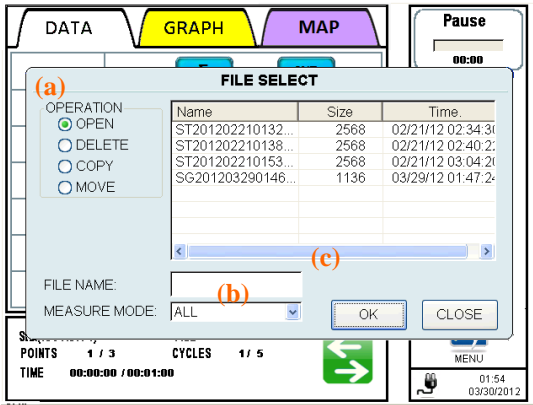 DATA GRAPH MAP Pause
00:00
FILE SELECT
(a)
OPERATION
OPEN
DELETE
COPY
MOVE
Name Size Time.
ST201202210132... 2568 02/21/12 02:34:30
ST201202210138... 2568 02/21/12 02:40:2
ST201202210153... 2568 02/21/12 03:04:20
SG201203290146... 1136 03/29/12 01:47:24
(c)
FILE NAME:
(b)
MEASURE MODE: ALL OK CLOSE
POINTS 1 / 3 CYCLES 1 / 5
TIME 00:00:00 / 00:01:00
MENU
01:54
03/30/2012